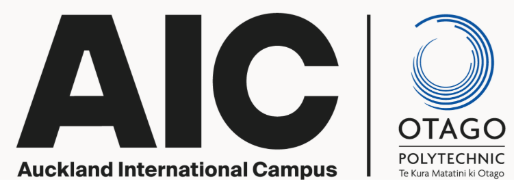 AIC
Auckland International Campus
OTAGO
POLYTECHNIC
Te Kura Matatini ki Otago